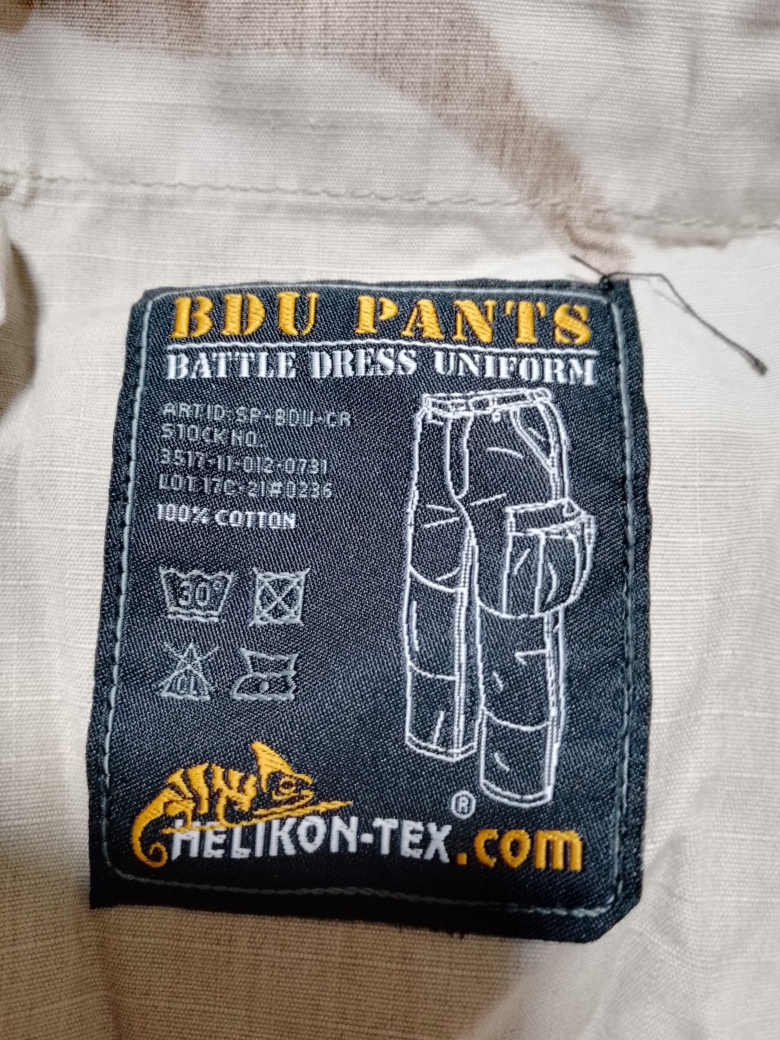 BDU PANTS
BATTLE DRESS UNIFORM
ART.ID: SP-BDU-CR
STOCK NO.
3517-11-012-0731
LOT 17C-21#0236
100% COTTON
30°
CL
HELIKON-TEX.com
®